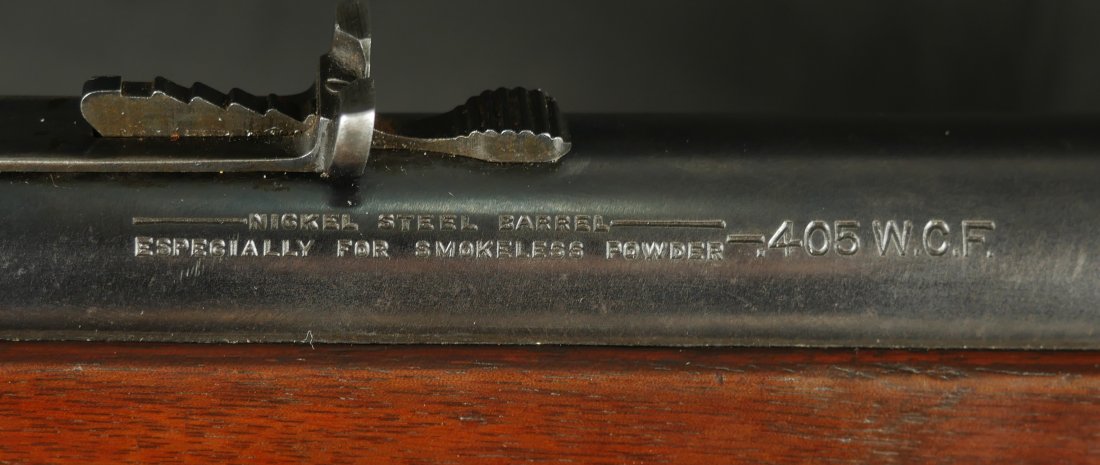 NICKEL STEEL BARREL
ESPECIALLY FOR SMOKELESS POWDER -.405 W.C.F.